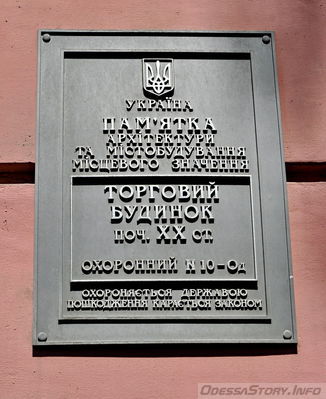 УКРАЇНА
ПАМ'ЯТКА
АРХІТЕКТУРИ
ТА МІСТОБУДУВАННЯ
МІСЦЕВОГО ЗНАЧЕННЯ
ТОРГОВИЙ
БУДИНОК
ПОЧ. XX СТ.
ОХОРОННИЙ N 10-Од
ОХОРОНЯЄТЬСЯ ДЕРЖАВОЮ
ПОШКОДЖЕННЯ КАРАЄТЬСЯ ЗАКОНОМ
OdessaStory.Info